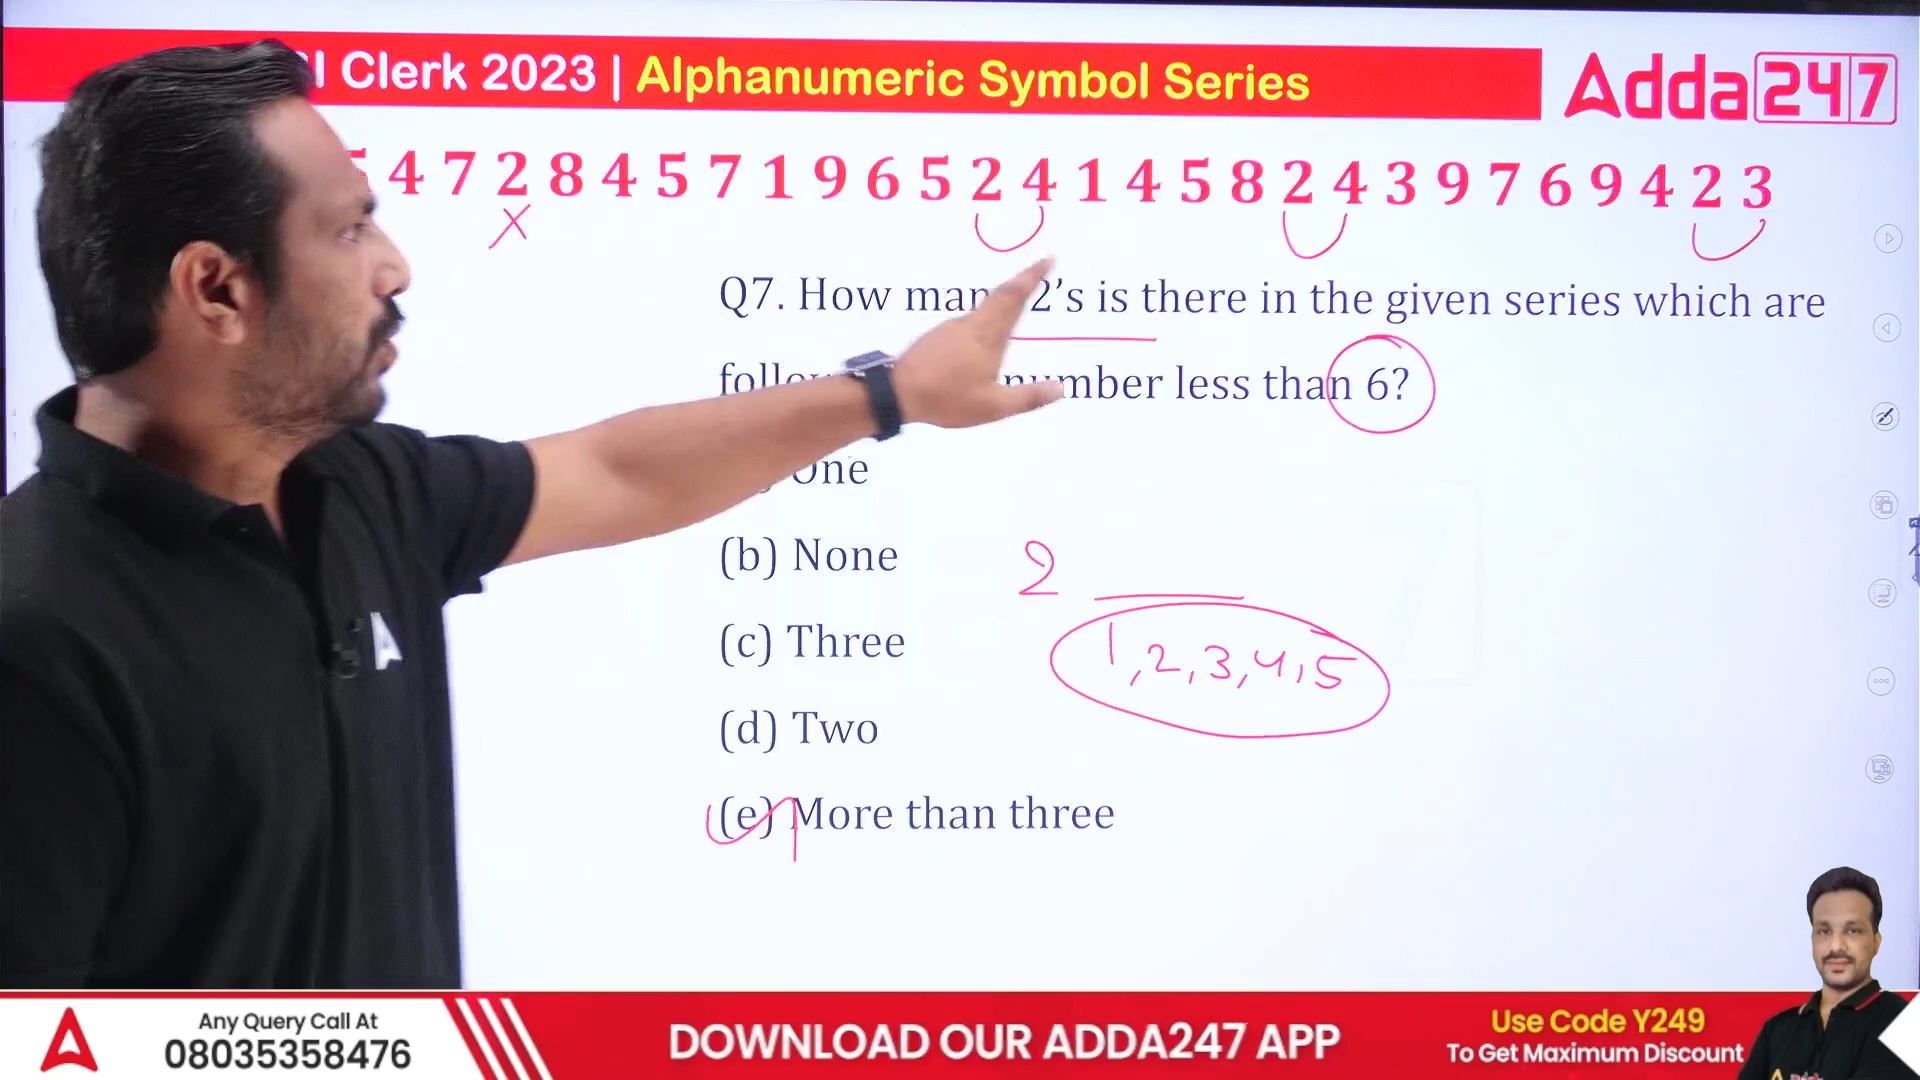 Clerk 2023 | Alphanumeric Symbol Series
Adda247
4 7 2 8 4 5 7 1 9 6 5 2 4 1 4 5 8 2 4 3 9 7 6 9 4 2 3
Q7. How 2's is there in the given series which are
less than 6?
One
(b) None
2
(c) Three
1, 2, 3, 4, 5
(d) Two
(e) More than three
Any Query Call At
08035358476
DOWNLOAD OUR ADDA247 APP
Use Code Y249
To Get Maximum Discount